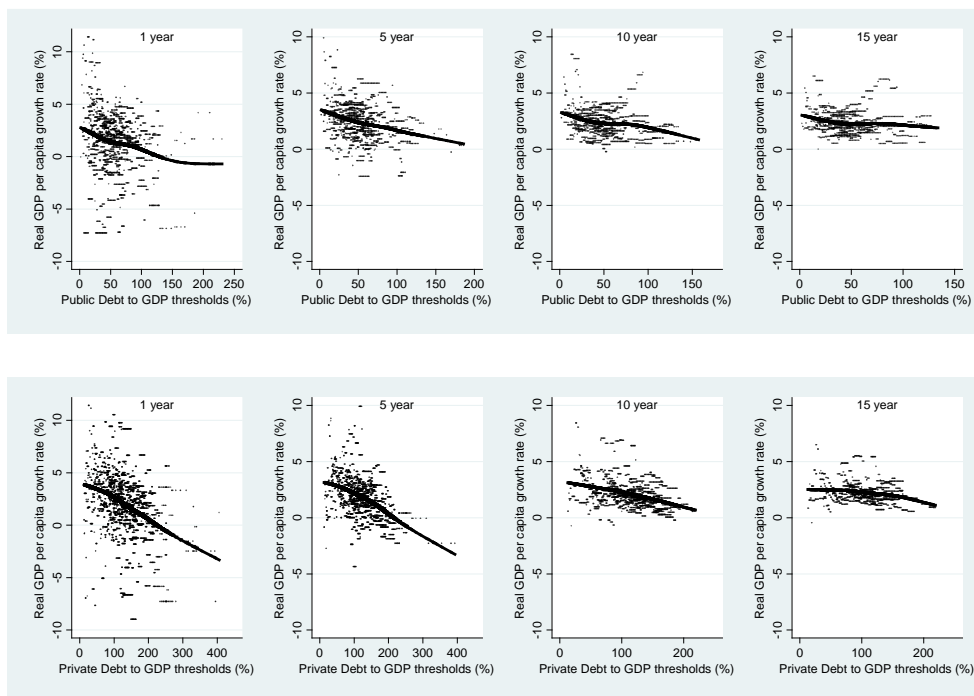 1 year
5 year
10 year
15 year
Real GDP per capita growth rate (%)
Real GDP per capita growth rate (%)
Real GDP per capita growth rate (%)
Real GDP per capita growth rate (%)
10
5
0
-5
-10
10
5
0
-5
-10
10
5
0
-5
-10
10
5
0
-5
-10
0 50 100 150 200 250
0 50 100 150 200
0 50 100 150
0 50 100 150
Public Debt to GDP thresholds (%)
Public Debt to GDP thresholds (%)
Public Debt to GDP thresholds (%)
Public Debt to GDP thresholds (%)
1 year
5 year
10 year
15 year
Real GDP per capita growth rate (%)
Real GDP per capita growth rate (%)
Real GDP per capita growth rate (%)
Real GDP per capita growth rate (%)
10
5
0
-5
-10
10
5
0
-5
-10
10
5
0
-5
-10
10
5
0
-5
-10
0 100 200 300 400 500
0 100 200 300 400
0 100 200
0 100 200
Private Debt to GDP thresholds (%)
Private Debt to GDP thresholds (%)
Private Debt to GDP thresholds (%)
Private Debt to GDP thresholds (%)